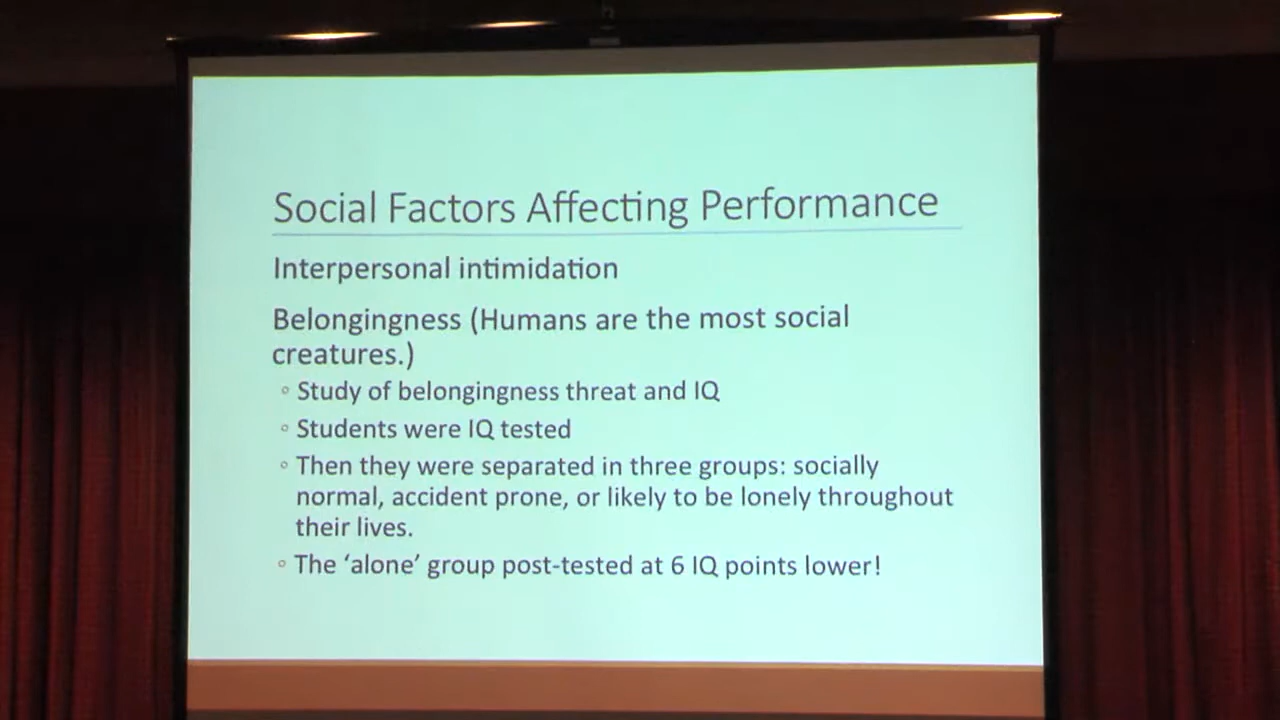 Social Factors Affecting Performance
Interpersonal intimidation
Belongingness (Humans are the most social
creatures.)
◦ Study of belongingness threat and IQ
◦ Students were IQ tested
◦ Then they were separated in three groups: socially
normal, accident prone, or likely to be lonely throughout
their lives.
◦ The ‘alone’ group post-tested at 6 IQ points lower!